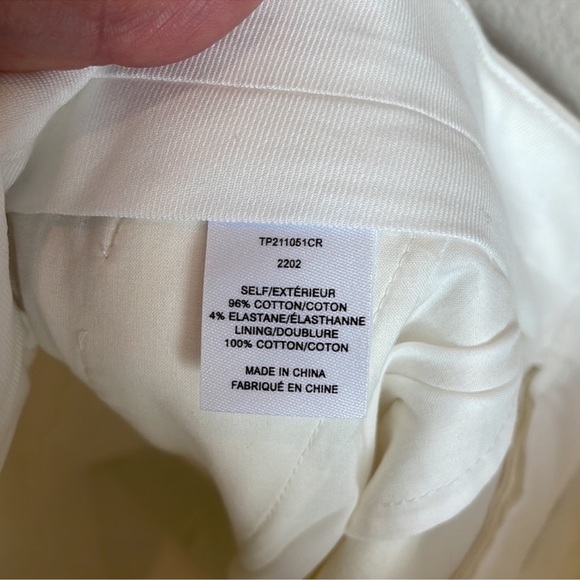 TP211051CR
2202
SELF/EXTÉRIEUR
96% COTTON/COTON
4% ELASTANE/ÉLASTHANNE
LINING/DOUBLURE
100% COTTON/COTON
MADE IN CHINA
FABRIQUÉ EN CHINE